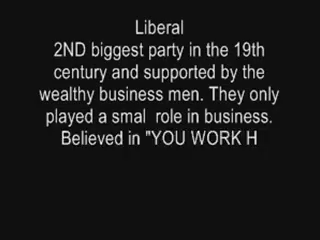 Liberal
2ND biggest party in the 19th
century and supported by the
wealthy business men. They only
played a smal  role in business.
Believed in "YOU WORK H